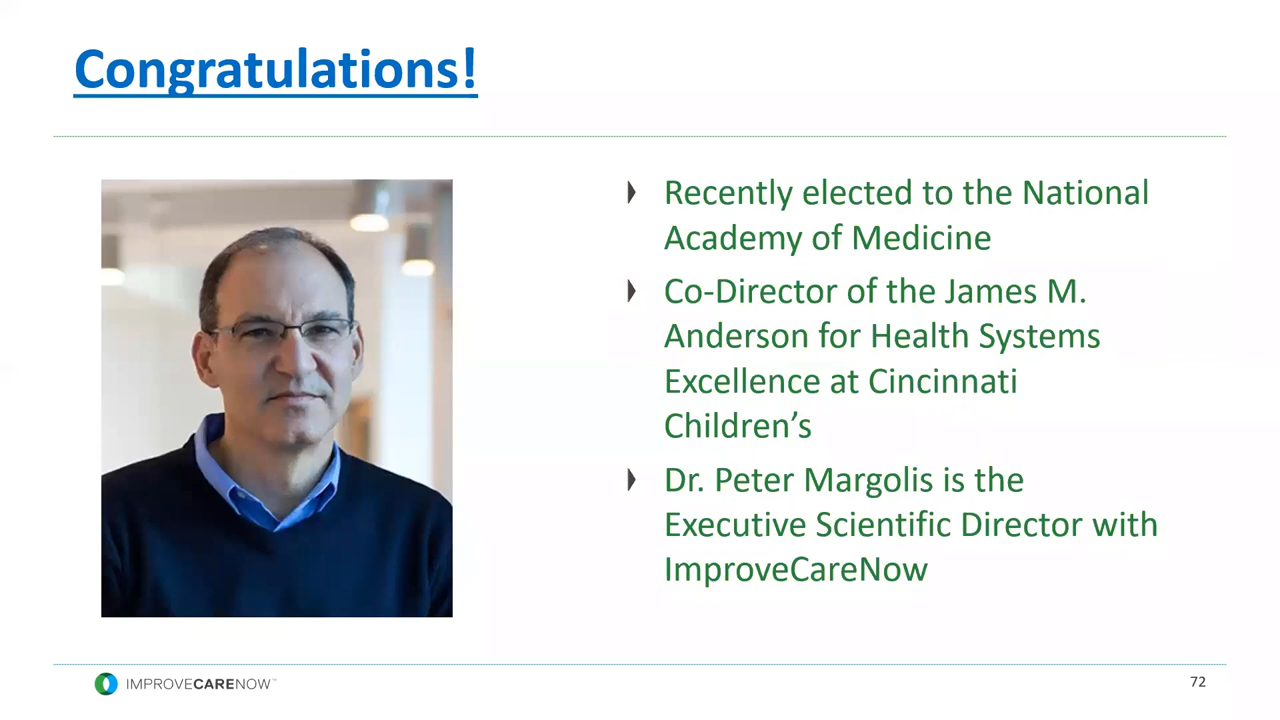 Congratulations!
Recently elected to the National
Academy of Medicine
Co-Director of the James M.
Anderson for Health Systems
Excellence at Cincinnati
Children’s
Dr. Peter Margolis is the
Executive Scientific Director with
ImproveCareNow
IMPROVECARENOW™
72